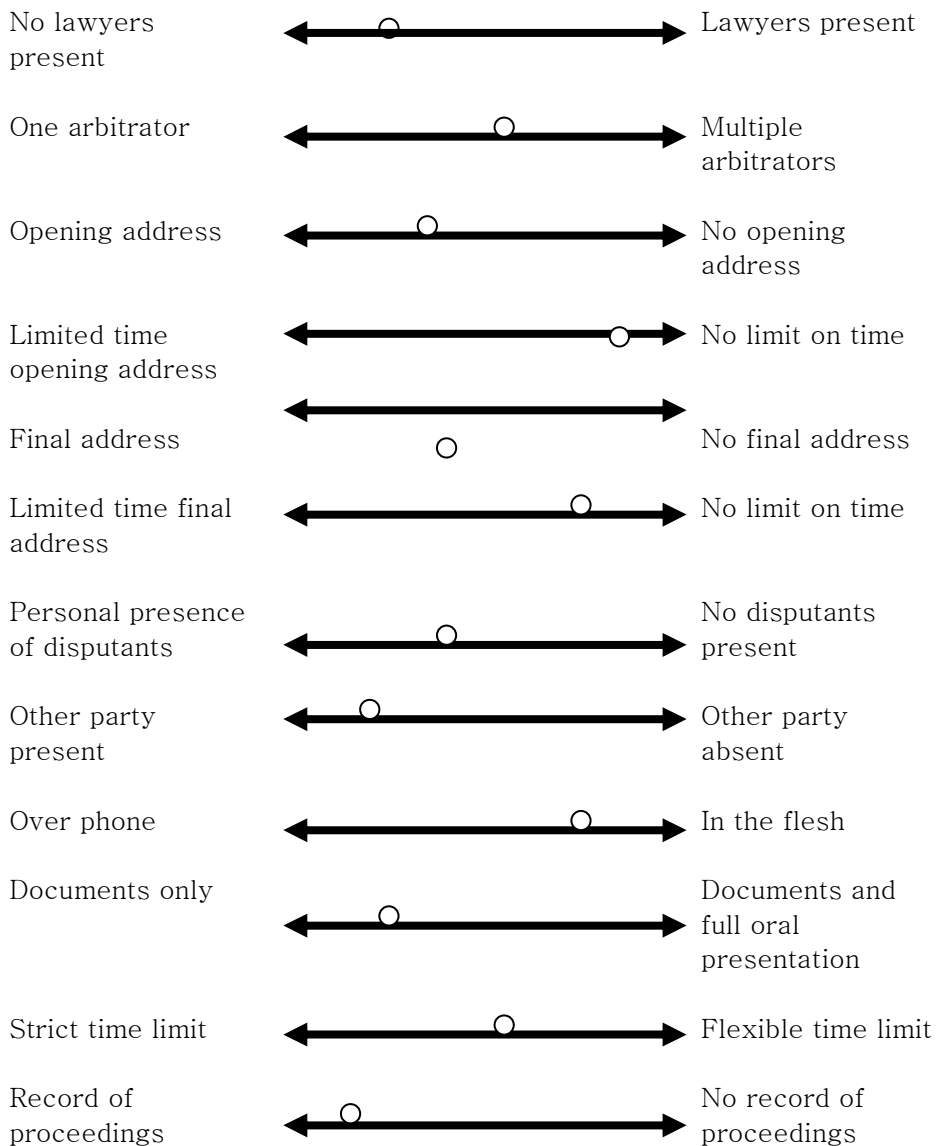 No lawyers
present
Lawyers present
One arbitrator
Multiple
arbitrators
Opening address
No opening
address
Limited time
opening address
No limit on time
Final address
No final address
Limited time final
address
No limit on time
Personal presence
of disputants
No disputants
present
Other party
present
Other party
absent
Over phone
In the flesh
Documents only
Documents and
full oral
presentation
Strict time limit
Flexible time limit
Record of
proceedings
No record of
proceedings